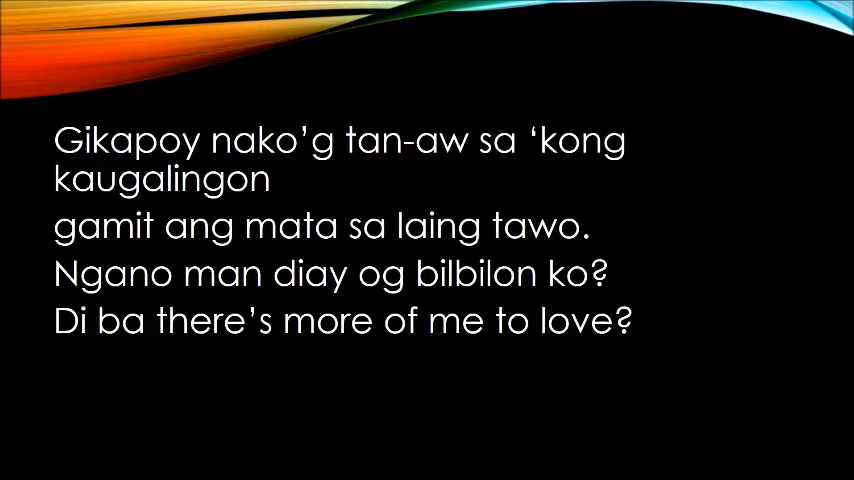 Gikapoy nako’g tan-aw sa ‘kong
kaugalingon
gamit ang mata sa laing tawo.
Ngano man diay og bilbilon ko?
Di ba there’s more of me to love?